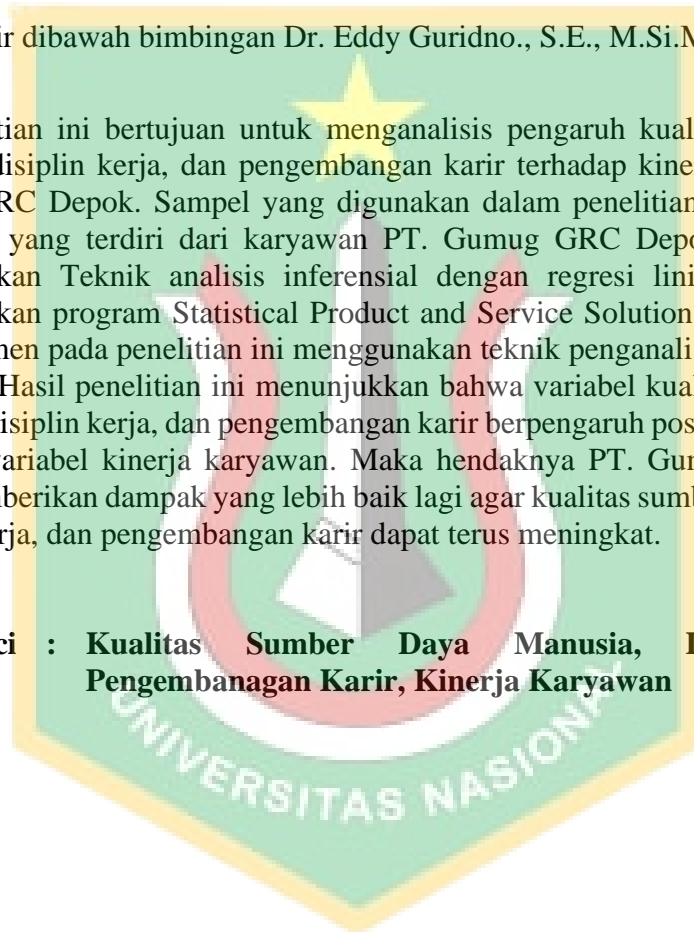 ir dibawah bimbingan Dr. Eddy Guridno., S.E., M.Si.M
tian ini bertujuan untuk menganalisis pengaruh kual
disiplin kerja, dan pengembangan karir terhadap kine
RC Depok. Sampel yang digunakan dalam penelitian
yang terdiri dari karyawan PT. Gumug GRC Depo
kan Teknik analisis inferensial dengan regresi lini
kan program Statistical Product and Service Solution
nen pada penelitian ini menggunakan teknik penganali
Hasil penelitian ini menunjukkan bahwa variabel kual
isiplin kerja, dan pengembangan karir berpengaruh pos
variabel kinerja karyawan. Maka hendaknya PT. Gun
nberikan dampak yang lebih baik lagi agar kualitas sumb
rja, dan pengembangan karir dapat terus meningkat.
ci : Kualitas Sumber Daya Manusia,
Pengembanagan Karir, Kinerja Karyawan
UNIVERSITAS NASIONAL